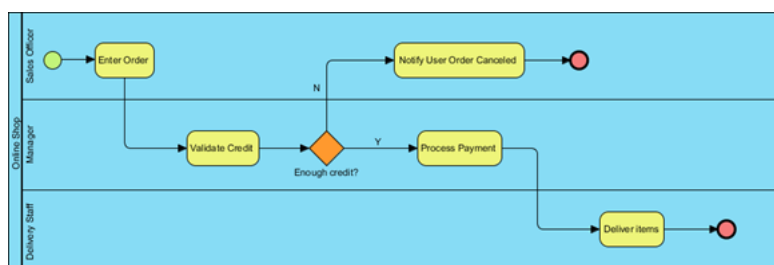 Online Shop
Sales Officer
Enter Order
Notify User Order Canceled
N
Manager
Validate Credit
Enough credit?
Y
Process Payment
Delivery Staff
Deliver items